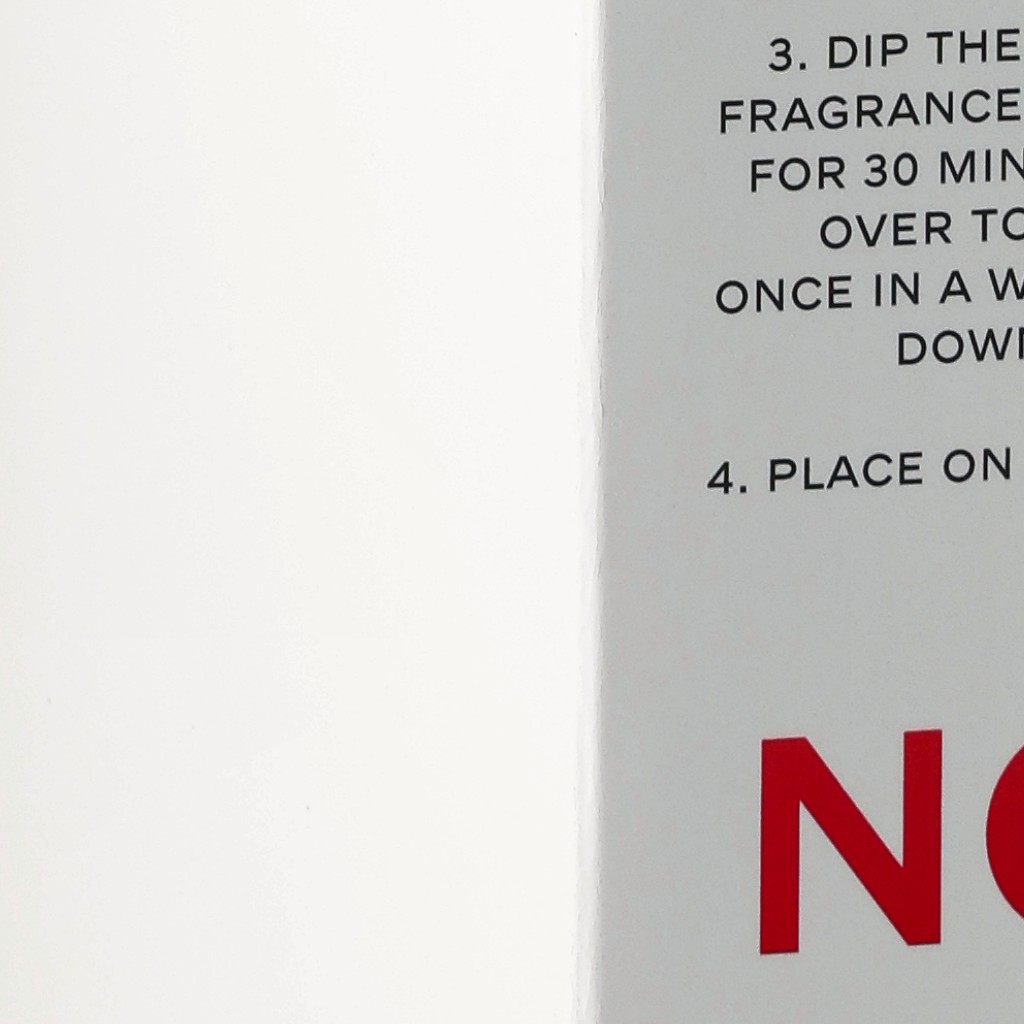 3. DIP THE
FRAGRANCE
FOR 30 MIN
OVER TO
ONCE IN A W
DOWN
4. PLACE ON
NO